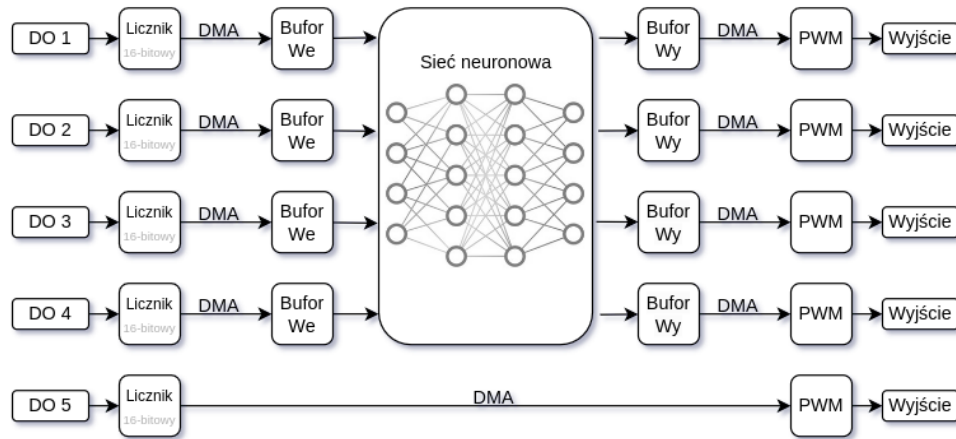 DO 1
Licznik
16-bitowy
DMA
Bufor
We
Sieć neuronowa
Bufor
Wy
DMA
PWM
Wyjście
DO 2
Licznik
16-bitowy
DMA
Bufor
We
Bufor
Wy
DMA
PWM
Wyjście
DO 3
Licznik
16-bitowy
DMA
Bufor
We
Bufor
Wy
DMA
PWM
Wyjście
DO 4
Licznik
16-bitowy
DMA
Bufor
We
Bufor
Wy
DMA
PWM
Wyjście
DO 5
Licznik
16-bitowy
DMA
PWM
Wyjście